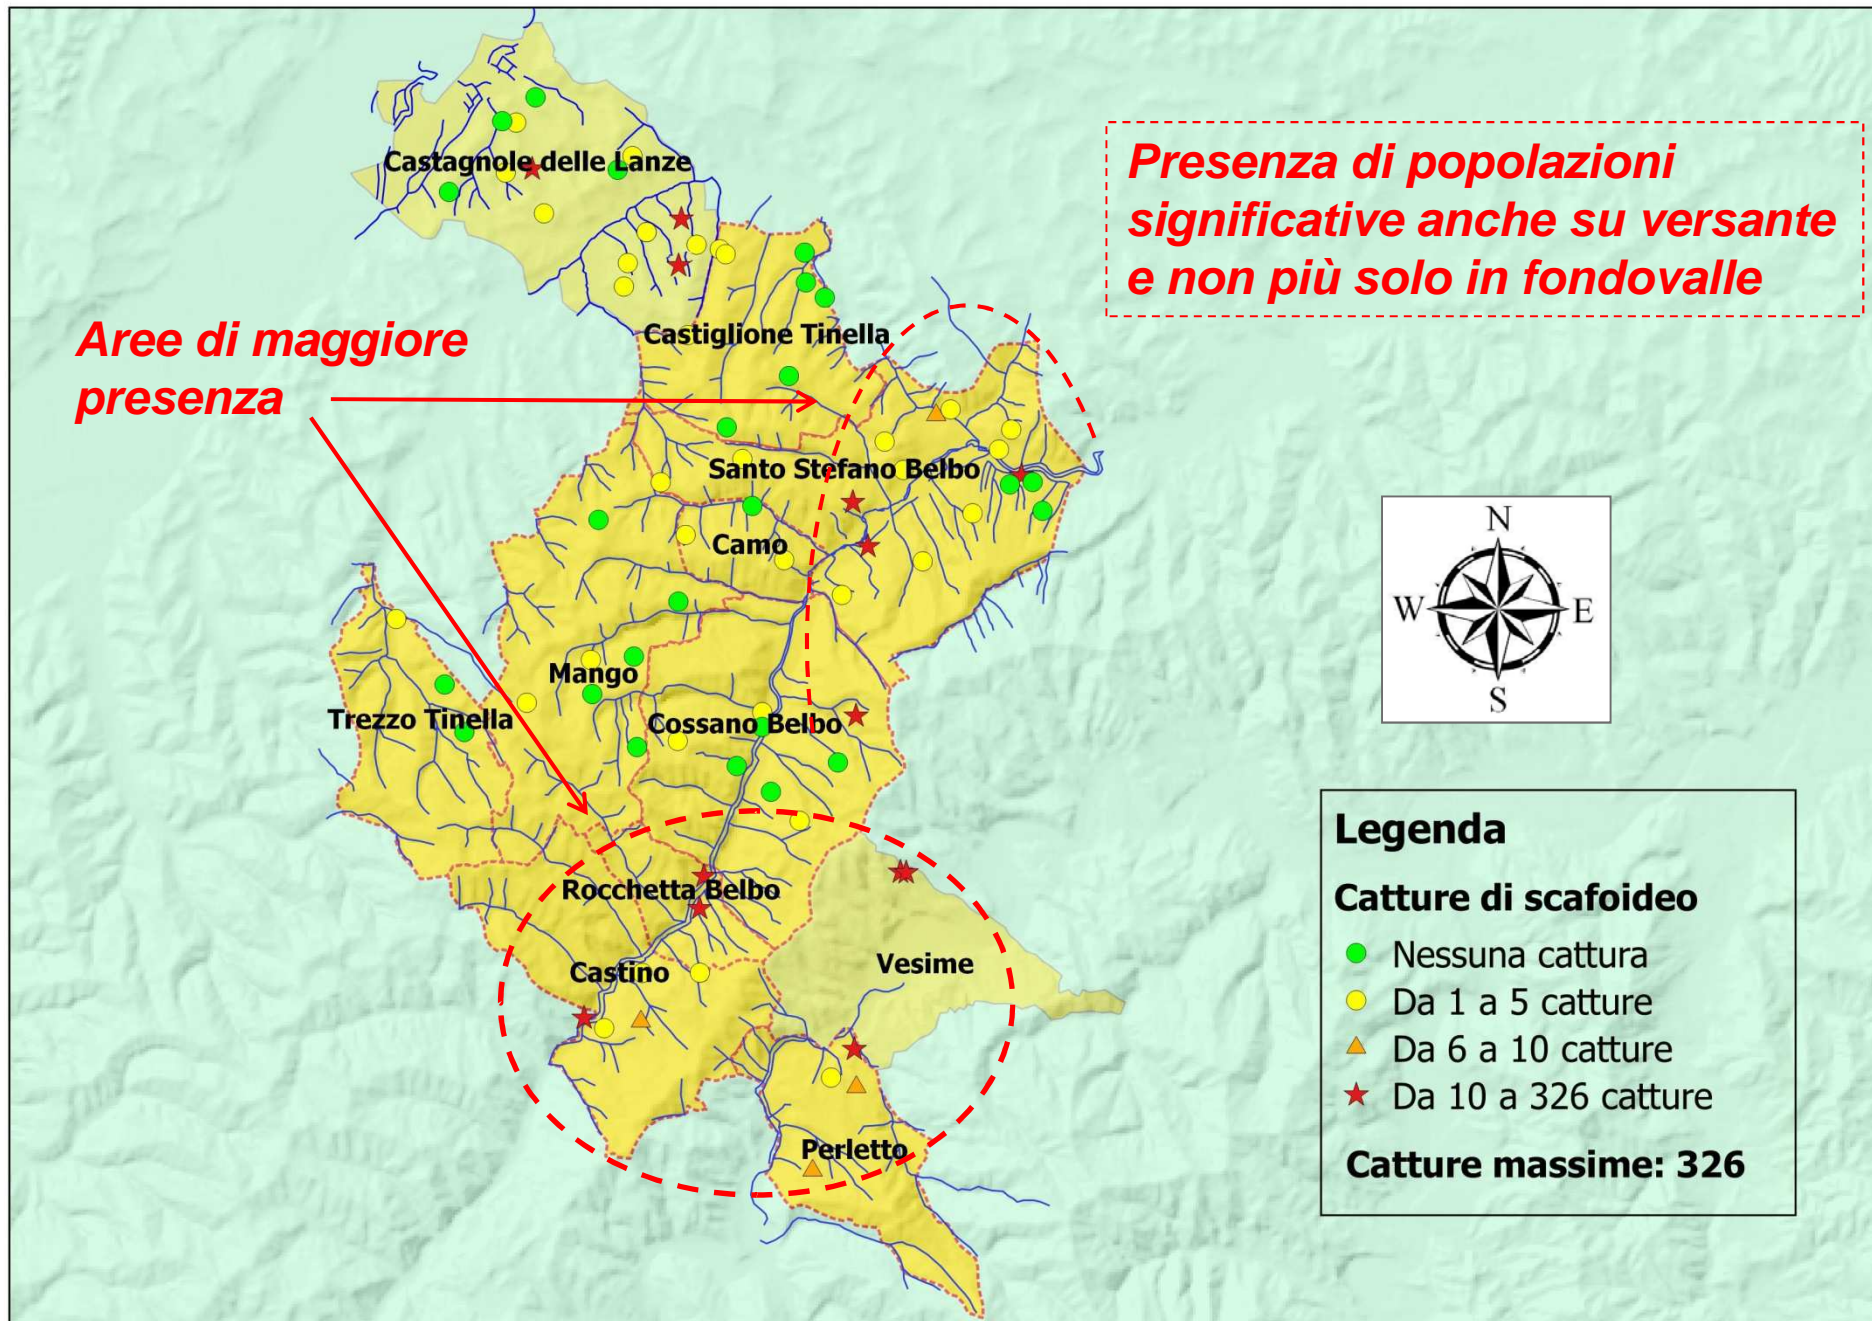 Presenza di popolazioni
significative anche su versante
e non più solo in fondovalle
Aree di maggiore
presenza
Castagnole delle Lanze
Castiglione Tinella
Santo Stefano Belbo
Camo
Mango
Trezzo Tinella
Cossano Belbo
Rocchetta Belbo
Castino
Vesime
Perletto
N
W
E
S
Legenda
Catture di scafoideo
Nessuna cattura
Da 1 a 5 catture
Da 6 a 10 catture
Da 10 a 326 catture
Catture massime: 326